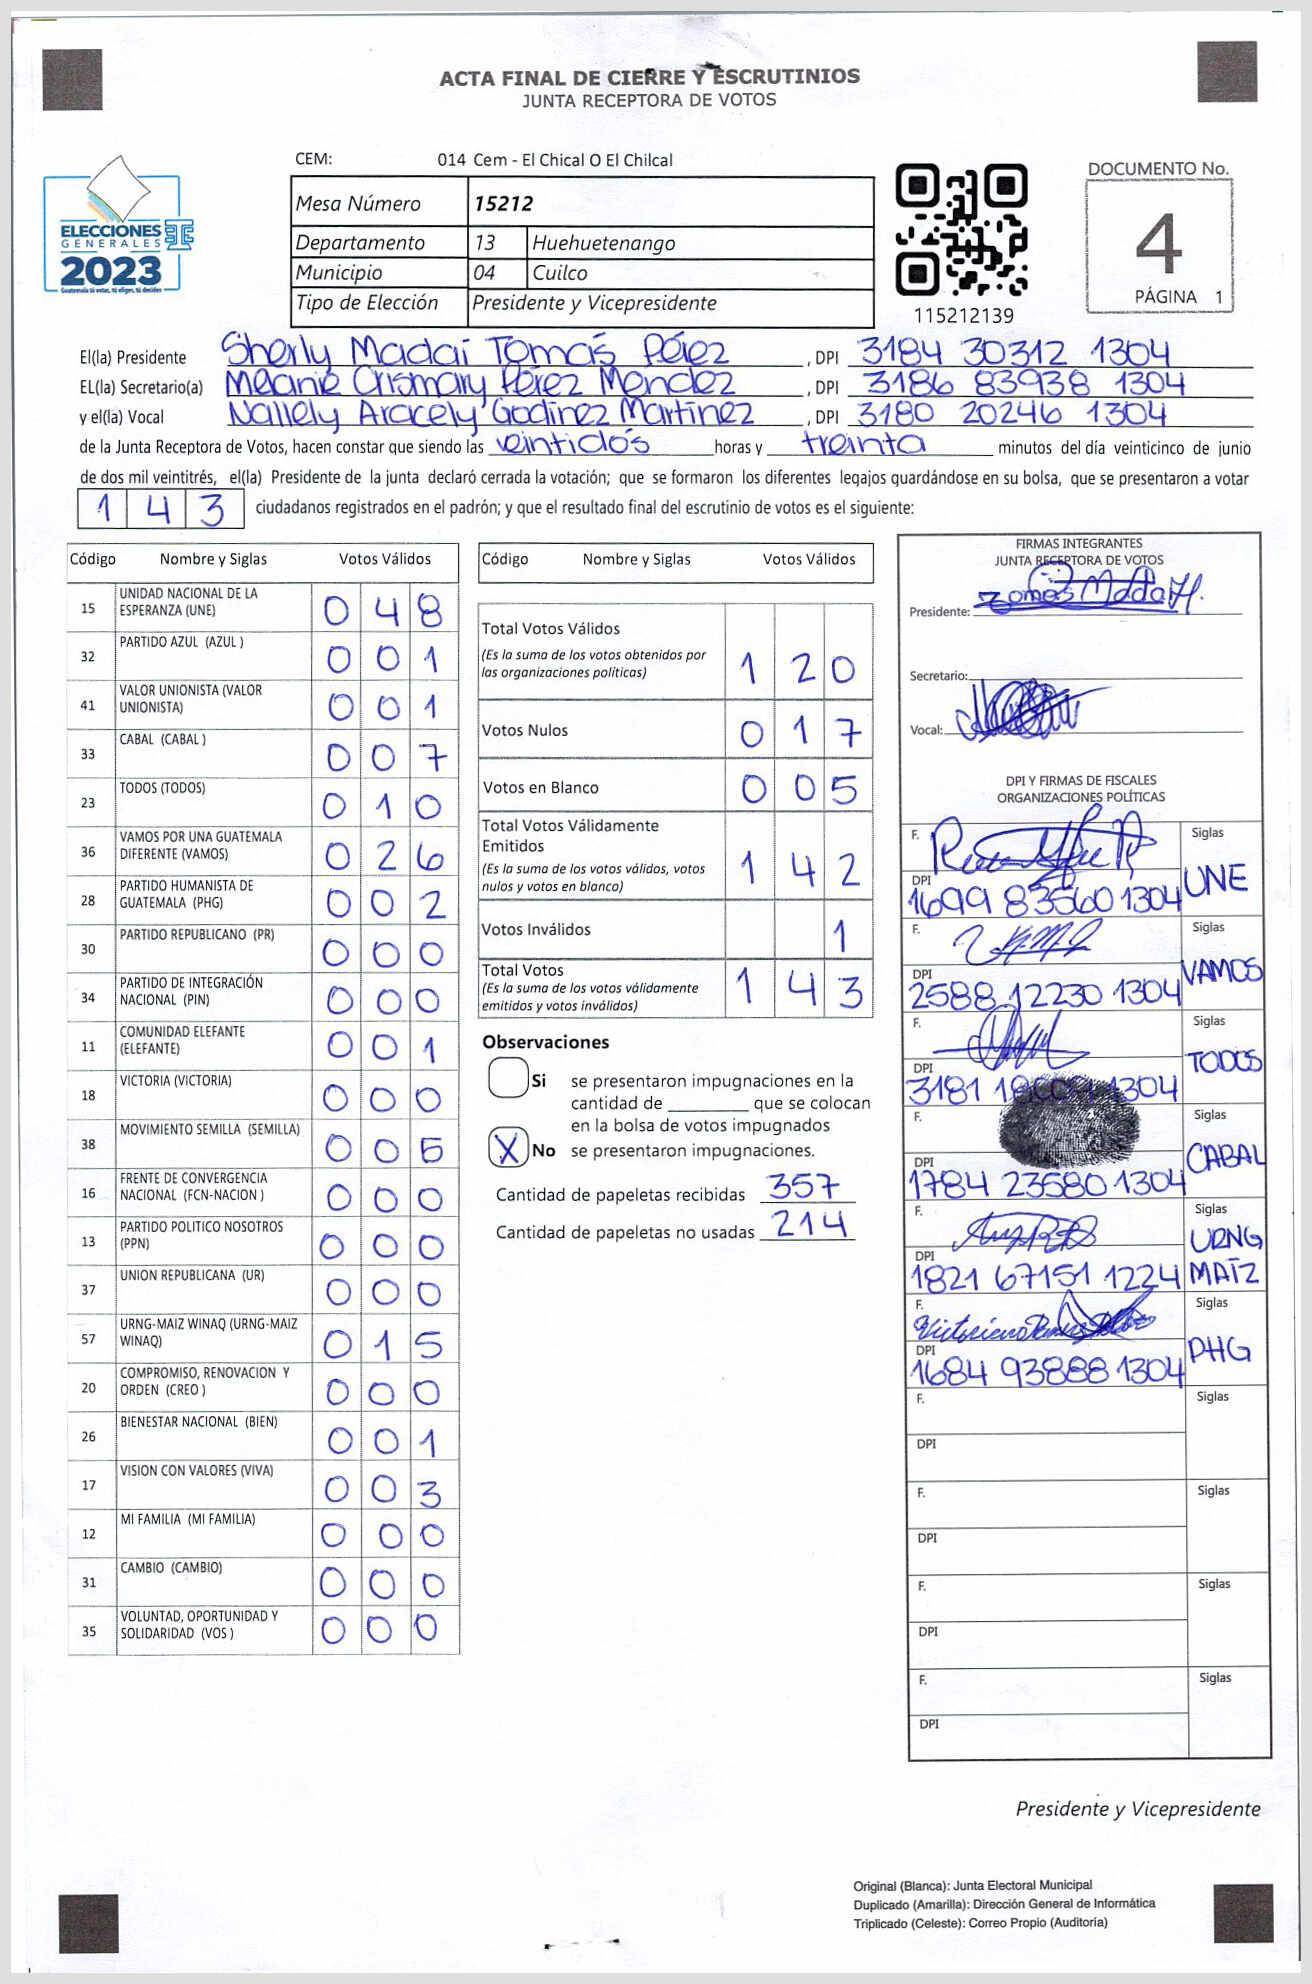 ACTA FINAL DE CIERRE Y ESCRUTINIOS
JUNTA RECEPTORA DE VOTOS
CEM: 014 Cem - El Chical O El Chilcal
ELECCIONES
GENERALES
2023
Mesa Número 15212
Departamento 13 Huehuetenango
Municipio 04 Cuilco
Tipo de Elección Presidente y Vicepresidente
115212139
DOCUMENTO No.
4
PÁGINA 1
El(la) Presidente Sherly Madaí Tomás Pérez, DPI 3184 30312 1304
EL(la) Secretario(a) Melanie Crismary Pérez Mendez, DPI 3186 83938 1304
y el(la) Vocal Nallely Aracely Godinez Martinez, DPI 3180 20246 1304
de la Junta Receptora de Votos, hacen constar que siendo las veintidós horas y treinta minutos del día veinticinco de junio
de dos mil veintitrés, el(la) Presidente de la junta declaró cerrada la votación; que se formaron los diferentes legajos guardándose en su bolsa, que se presentaron a votar
1 4 3 ciudadanos registrados en el padrón; y que el resultado final del escrutinio de votos es el siguiente:
Código Nombre y Siglas Votos Válidos
15 UNIDAD NACIONAL DE LA ESPERANZA (UNE) 0 4 8
32 PARTIDO AZUL (AZUL ) 0 0 1
41 VALOR UNIONISTA (VALOR UNIONISTA) 0 0 1
33 CABAL (CABAL ) 0 0 7
23 TODOS (TODOS) 0 1 0
36 VAMOS POR UNA GUATEMALA DIFERENTE (VAMOS) 0 2 6
28 PARTIDO HUMANISTA DE GUATEMALA (PHG) 0 0 2
30 PARTIDO REPUBLICANO (PR) 0 0 0
34 PARTIDO DE INTEGRACIÓN NACIONAL (PIN) 0 0 0
11 COMUNIDAD ELEFANTE (ELEFANTE) 0 0 1
18 VICTORIA (VICTORIA) 0 0 0
38 MOVIMIENTO SEMILLA (SEMILLA) 0 0 5
16 FRENTE DE CONVERGENCIA NACIONAL (FCN-NACION ) 0 0 0
13 PARTIDO POLITICO NOSOTROS (PPN) 0 0 0
37 UNION REPUBLICANA (UR) 0 0 0
57 URNG-MAIZ WINAQ (URNG-MAIZ WINAQ) 0 1 5
20 COMPROMISO, RENOVACION Y ORDEN (CREO ) 0 0 0
26 BIENESTAR NACIONAL (BIEN) 0 0 1
17 VISION CON VALORES (VIVA) 0 0 3
12 MI FAMILIA (MI FAMILIA) 0 0 0
31 CAMBIO (CAMBIO) 0 0 0
35 VOLUNTAD, OPORTUNIDAD Y SOLIDARIDAD (VOS ) 0 0 0
Código Nombre y Siglas Votos Válidos
Total Votos Válidos
(Es la suma de los votos obtenidos por las organizaciones politicas) 1 2 0
Votos Nulos 0 1 7
Votos en Blanco 0 0 5
Total Votos Válidamente Emitidos
(Es la suma de los votos válidos, votos nulos y votos en blanco) 1 4 2
Votos Inválidos 1
Total Votos
(Es la suma de los votos válidamente emitidos y votos inválidos) 1 4 3
Observaciones
Si se presentaron impugnaciones en la
cantidad de ________ que se colocan
en la bolsa de votos impugnados
X No se presentaron impugnaciones.
Cantidad de papeletas recibidas 357
Cantidad de papeletas no usadas 214
FIRMAS INTEGRANTES
JUNTA RECEPTORA DE VOTOS
Presidente:
Secretario:
Vocal:
DPI Y FIRMAS DE FISCALES
ORGANIZACIONES POLÍTICAS
F. Siglas
DPI 1699 83560 1304 UNE
F. Siglas
DPI 2588 12230 1304 VAMOS
F. Siglas
DPI 3181 1304 TODOS
F. Siglas
DPI 1784 23580 1304 CABAL
F. Siglas
DPI 1821 67151 1224 URNG MAÍZ
F. Siglas
DPI 1684 93888 1304 PHG
F. Siglas
DPI
F. Siglas
DPI
F. Siglas
DPI
F. Siglas
DPI
Presidente y Vicepresidente
Original (Blanca): Junta Electoral Municipal
Duplicado (Amarilla): Dirección General de Informática
Triplicado (Celeste): Correo Propio (Auditoría)